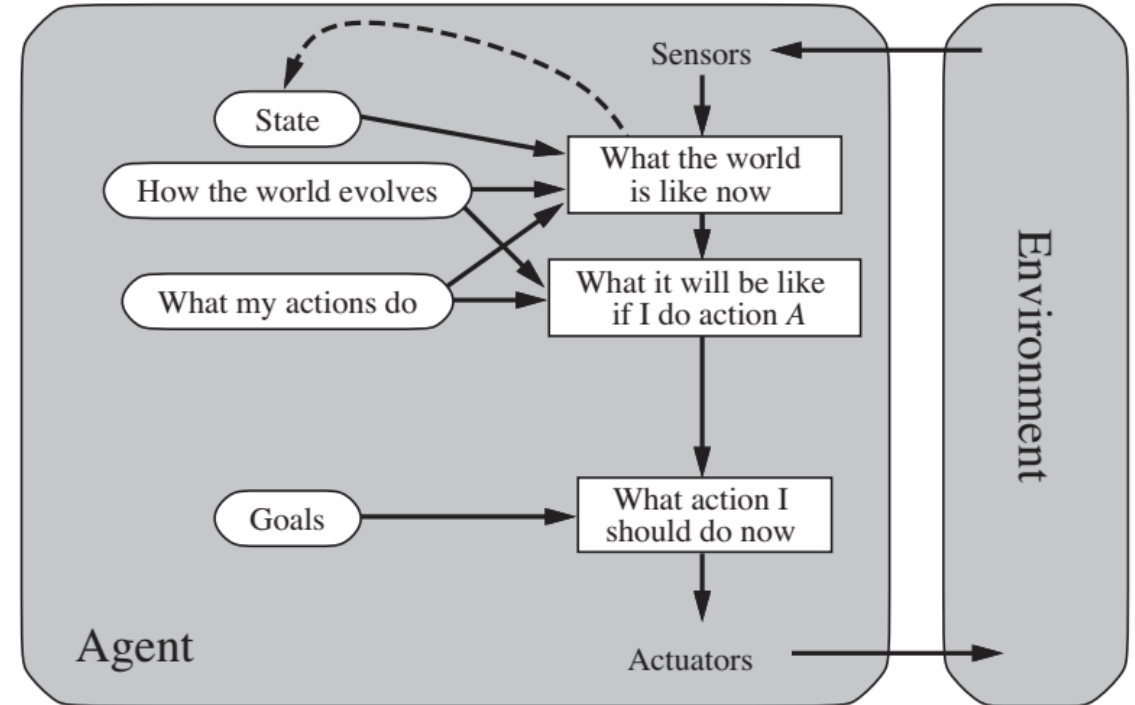 Sensors
State
What the world
is like now
How the world evolves
What it will be like
if I do action A
What my actions do
Environment
What action I
should do now
Goals
Agent
Actuators